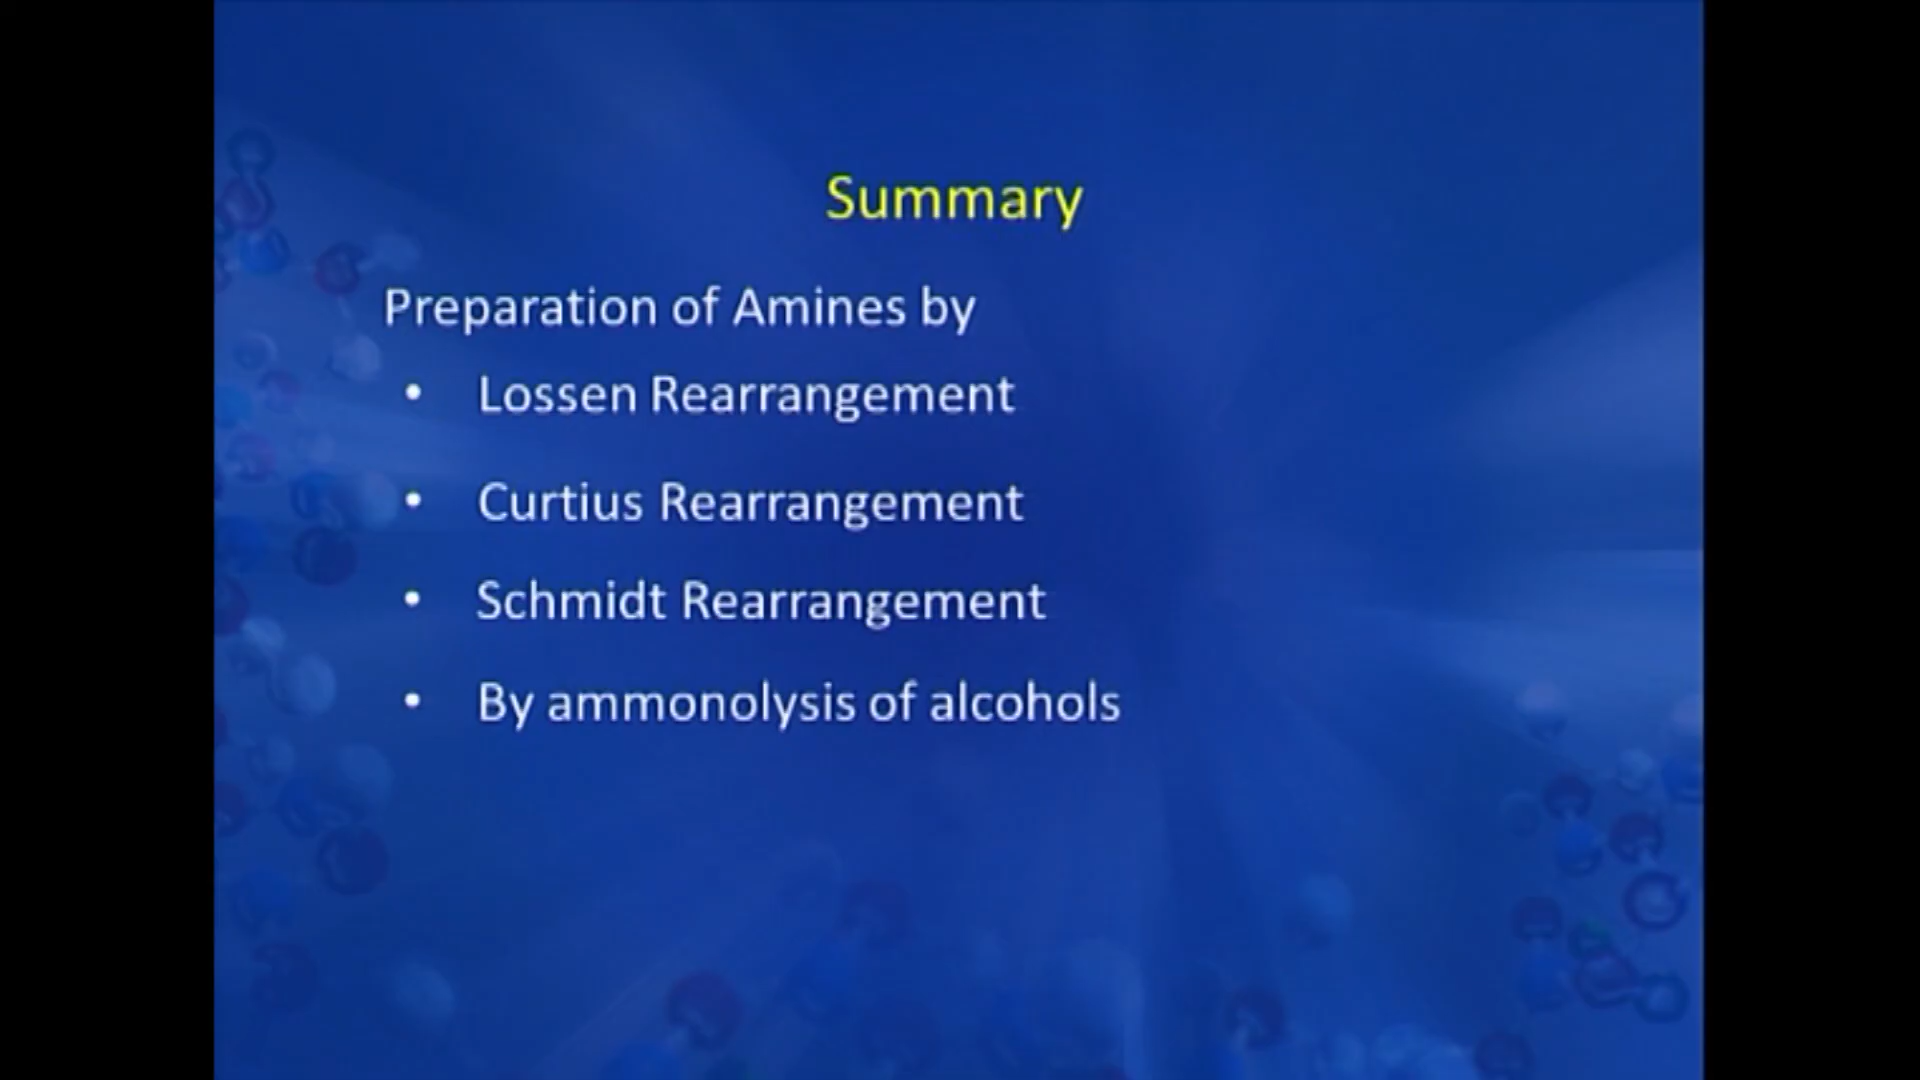 Summary
Preparation of Amines by
• Lossen Rearrangement
• Curtius Rearrangement
• Schmidt Rearrangement
• By ammonolysis of alcohols